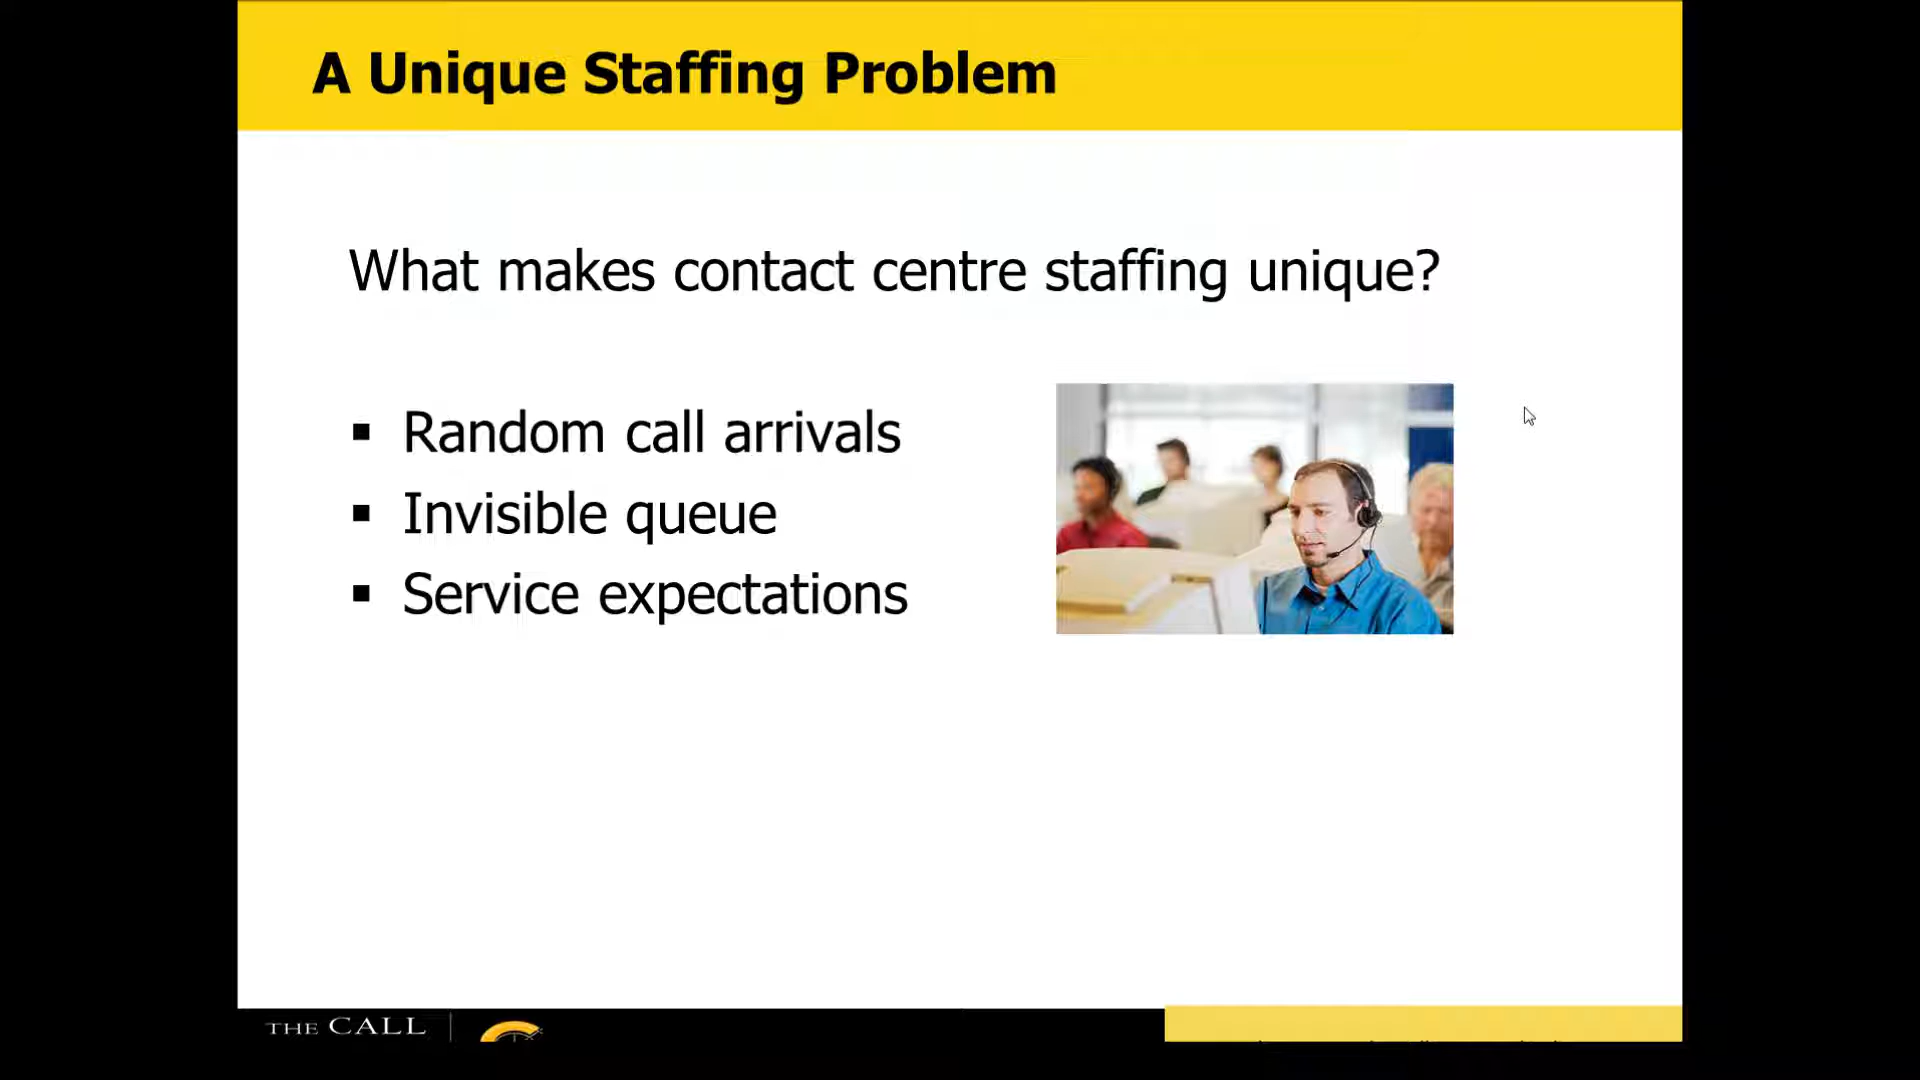 A Unique Staffing Problem
What makes contact centre staffing unique?
▪ Random call arrivals
▪ Invisible queue
▪ Service expectations
THE CALL